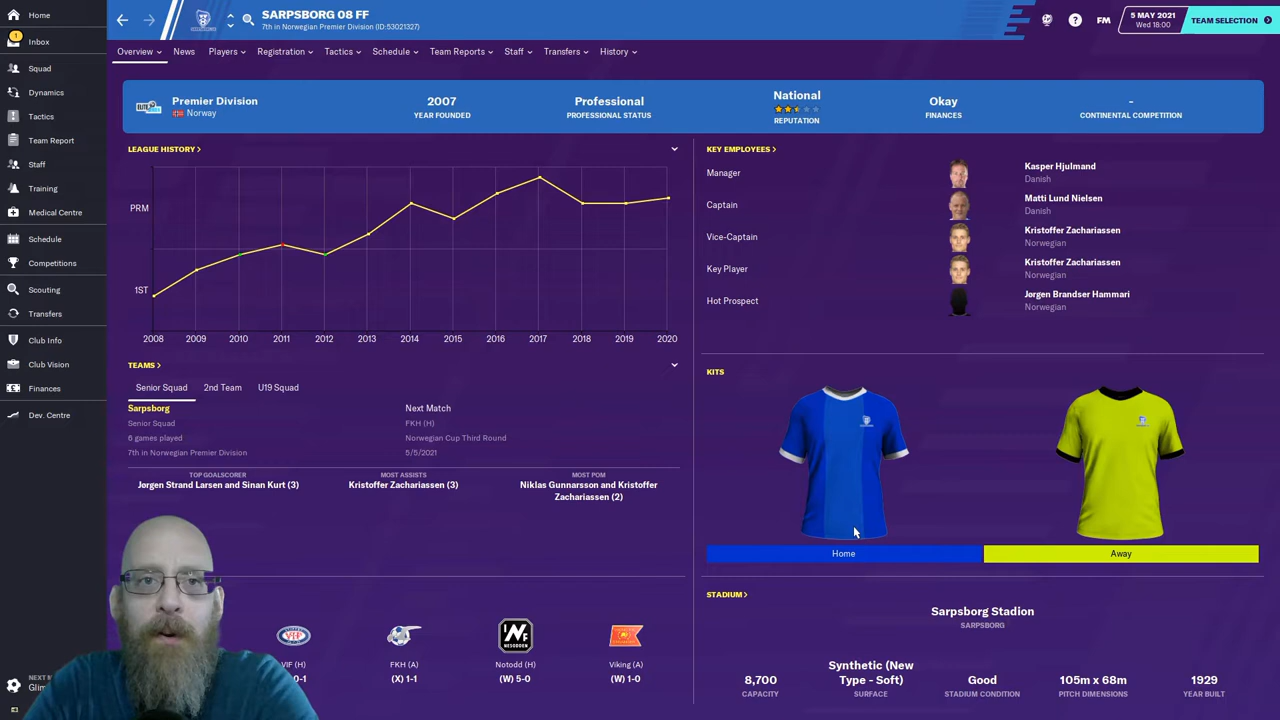 Home
1
Inbox
Squad
Dynamics
Tactics
Team Report
Staff
Training
Medical Centre
Schedule
Competitions
Scouting
Transfers
Club Info
Club Vision
Finances
Dev. Centre
SARPSBORG 08 FF
7th in Norwegian Premier Division (ID:53021327)
FM
5 MAY 2021
Wed 18:00
TEAM SELECTION
Overview
News
Players
Registration
Tactics
Schedule
Team Reports
Staff
Transfers
History
Premier Division
Norway
2007
YEAR FOUNDED
Professional
PROFESSIONAL STATUS
National
REPUTATION
Okay
FINANCES
-
CONTINENTAL COMPETITION
LEAGUE HISTORY >
PRM
1ST
2008 2009 2010 2011 2012 2013 2014 2015 2016 2017 2018 2019 2020
TEAMS >
Senior Squad 2nd Team U19 Squad
Sarpsborg
Senior Squad
6 games played
7th in Norwegian Premier Division
Next Match
FKH (H)
Norwegian Cup Third Round
5/5/2021
TOP GOALSCORER
Jørgen Strand Larsen and Sinan Kurt (3)
MOST ASSISTS
Kristoffer Zachariassen (3)
MOST POM
Niklas Gunnarsson and Kristoffer
Zachariassen (2)
VIF (H)
0-1
FKH (A)
(X) 1-1
Notodd (H)
(W) 5-0
Viking (A)
(W) 1-0
KEY EMPLOYEES >
Manager
Kasper Hjulmand
Danish
Captain
Matti Lund Nielsen
Danish
Vice-Captain
Kristoffer Zachariassen
Norwegian
Key Player
Kristoffer Zachariassen
Norwegian
Hot Prospect
Jørgen Brandser Hammari
Norwegian
KITS
Home
Away
STADIUM >
Sarpsborg Stadion
SARPSBORG
8,700
CAPACITY
Synthetic (New
Type - Soft)
SURFACE
Good
STADIUM CONDITION
105m x 68m
PITCH DIMENSIONS
1929
YEAR BUILT